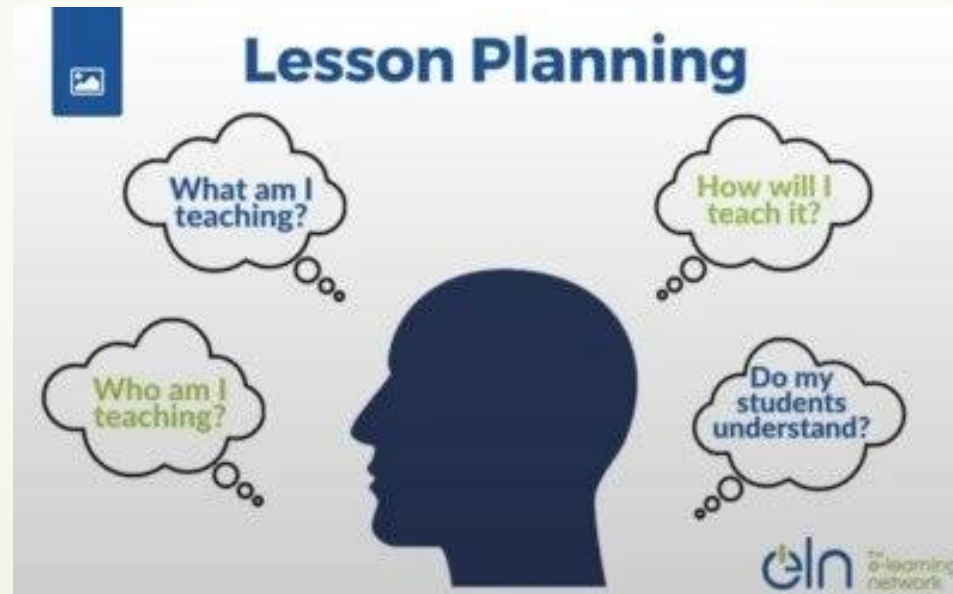 Lesson Planning
What am I
teaching?
How will I
teach it?
Who am I
teaching?
Do my
students
understand?
eln the
e-learning
network